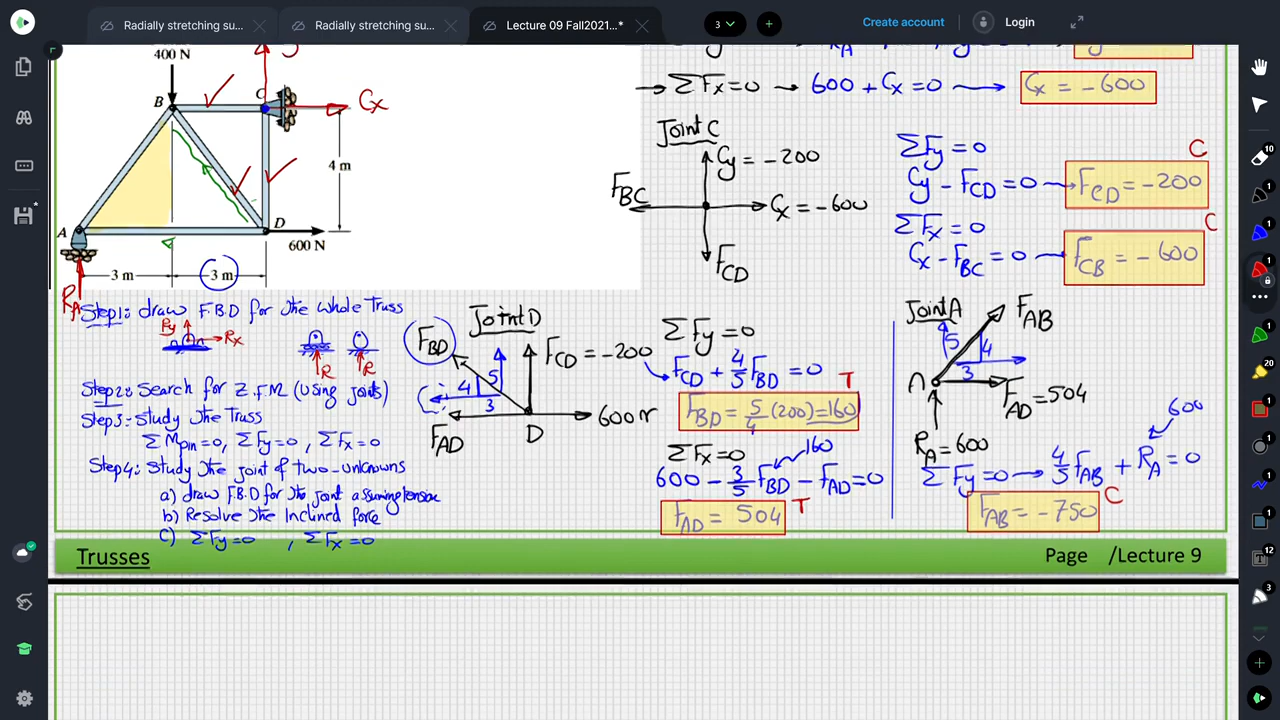 Radially stretching su...
Radially stretching su...
Lecture 09 Fall2021...*
3
Create account
Login
400 N
B
C
Cx
4 m
A
D
600 N
3 m
3 m
RA
ΣFx=0 → 600 + Cx = 0 → Cx = -600
Joint C
Cy = -200
FBC
Cx = -600
FCD
ΣFy=0
Cy - FCD = 0 → FCD = -200 C
ΣFx=0
Cx - FBC = 0 → FCB = -600 C
Step1: draw F.B.D for the whole Truss
Ry
Rx
R
R
Step2: Search for Z.F.M (Using joints)
Step3: Study the Truss
ΣMpin=0, ΣFy=0, ΣFx=0
Step4: Study the joint of two-unknowns
a) draw F.B.D for the joint assuming tension
b) Resolve the Inclined force
c) ΣFy=0 , ΣFx=0
Joint D
FBD
FCD = -200
4
5
3
600N
FAD
D
ΣFy=0
FCD + 4/5 FBD = 0
FBD = 5/4 (200) = 160 T
ΣFx=0
160
600 - 3/5 FBD - FAD = 0
FAD = 504 T
Joint A
FAB
5
4
3
A
FAD = 504
RA = 600
600
ΣFy=0 → 4/5 FAB + RA = 0
FAB = -750 C
Trusses
Page /Lecture 9